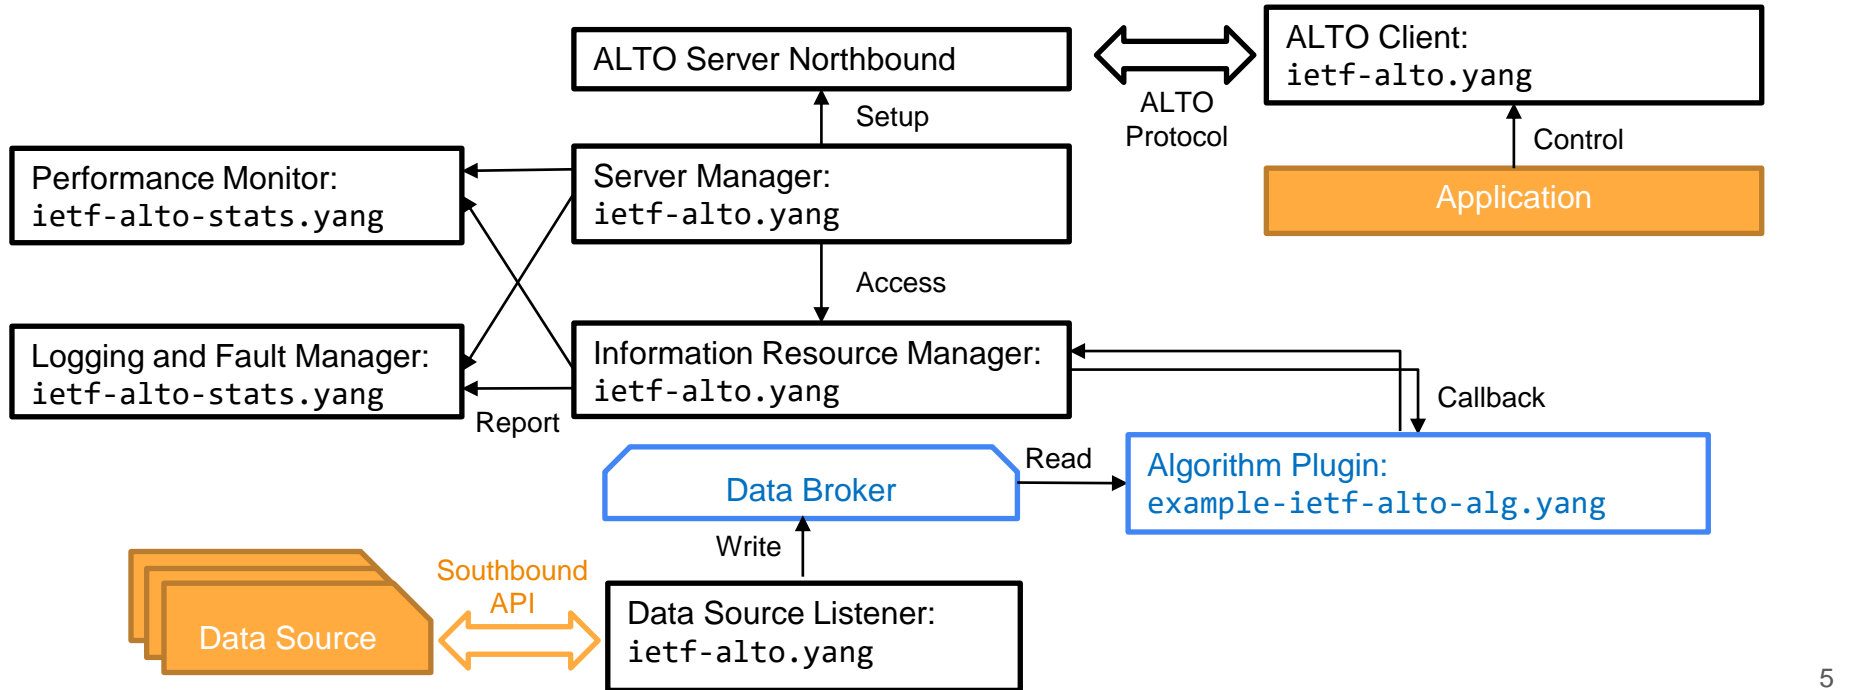 ALTO Server Northbound
ALTO Client:
ietf-alto.yang
ALTO
Protocol
Setup
Control
Performance Monitor:
ietf-alto-stats.yang
Server Manager:
ietf-alto.yang
Application
Access
Logging and Fault Manager:
ietf-alto-stats.yang
Information Resource Manager:
ietf-alto.yang
Report
Callback
Data Broker
Read
Algorithm Plugin:
example-ietf-alto-alg.yang
Write
Southbound
API
Data Source
Data Source Listener:
ietf-alto.yang
5